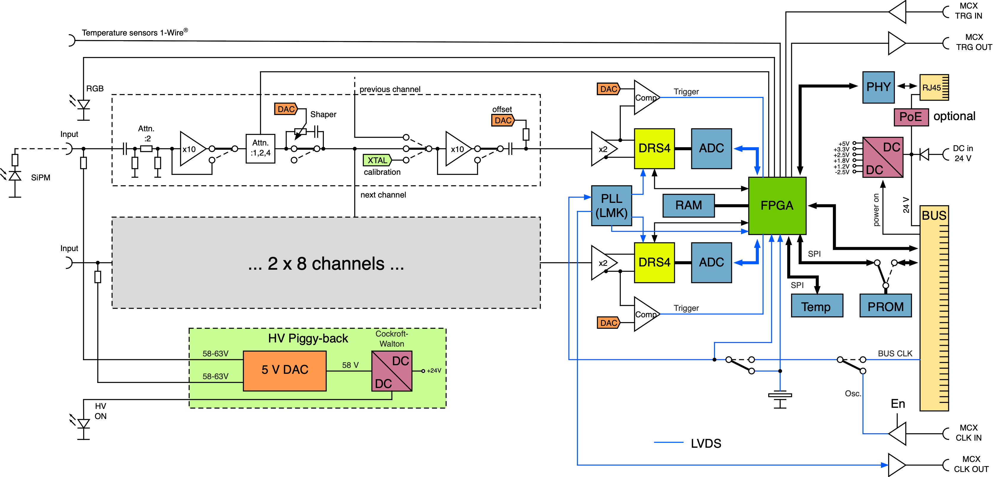 MCX
TRG IN
Temperature sensors 1-Wire®
MCX
TRG OUT
RGB
previous channel
DAC
Comp
Trigger
PHY
RJ45
PoE
optional
Input
Attn.
:2
x10
Attn.
:1,2,4
DAC
Shaper
XTAL
calibration
x10
offset
DAC
x2
DRS4
ADC
+5V
+3.3V
+2.5V
+1.8V
+1.2V
-2.5V
DC
DC
DC in
24 V
SiPM
next channel
PLL
(LMK)
RAM
FPGA
power on
24 V
BUS
Input
... 2 x 8 channels ...
x2
DRS4
ADC
SPI
SPI
Temp
PROM
DAC
Comp
Trigger
HV Piggy-back
Cockroft-
Walton
58-63V
58-63V
5 V DAC
58 V
DC
DC
+24V
BUS CLK
Osc.
HV
ON
En
MCX
CLK IN
LVDS
MCX
CLK OUT